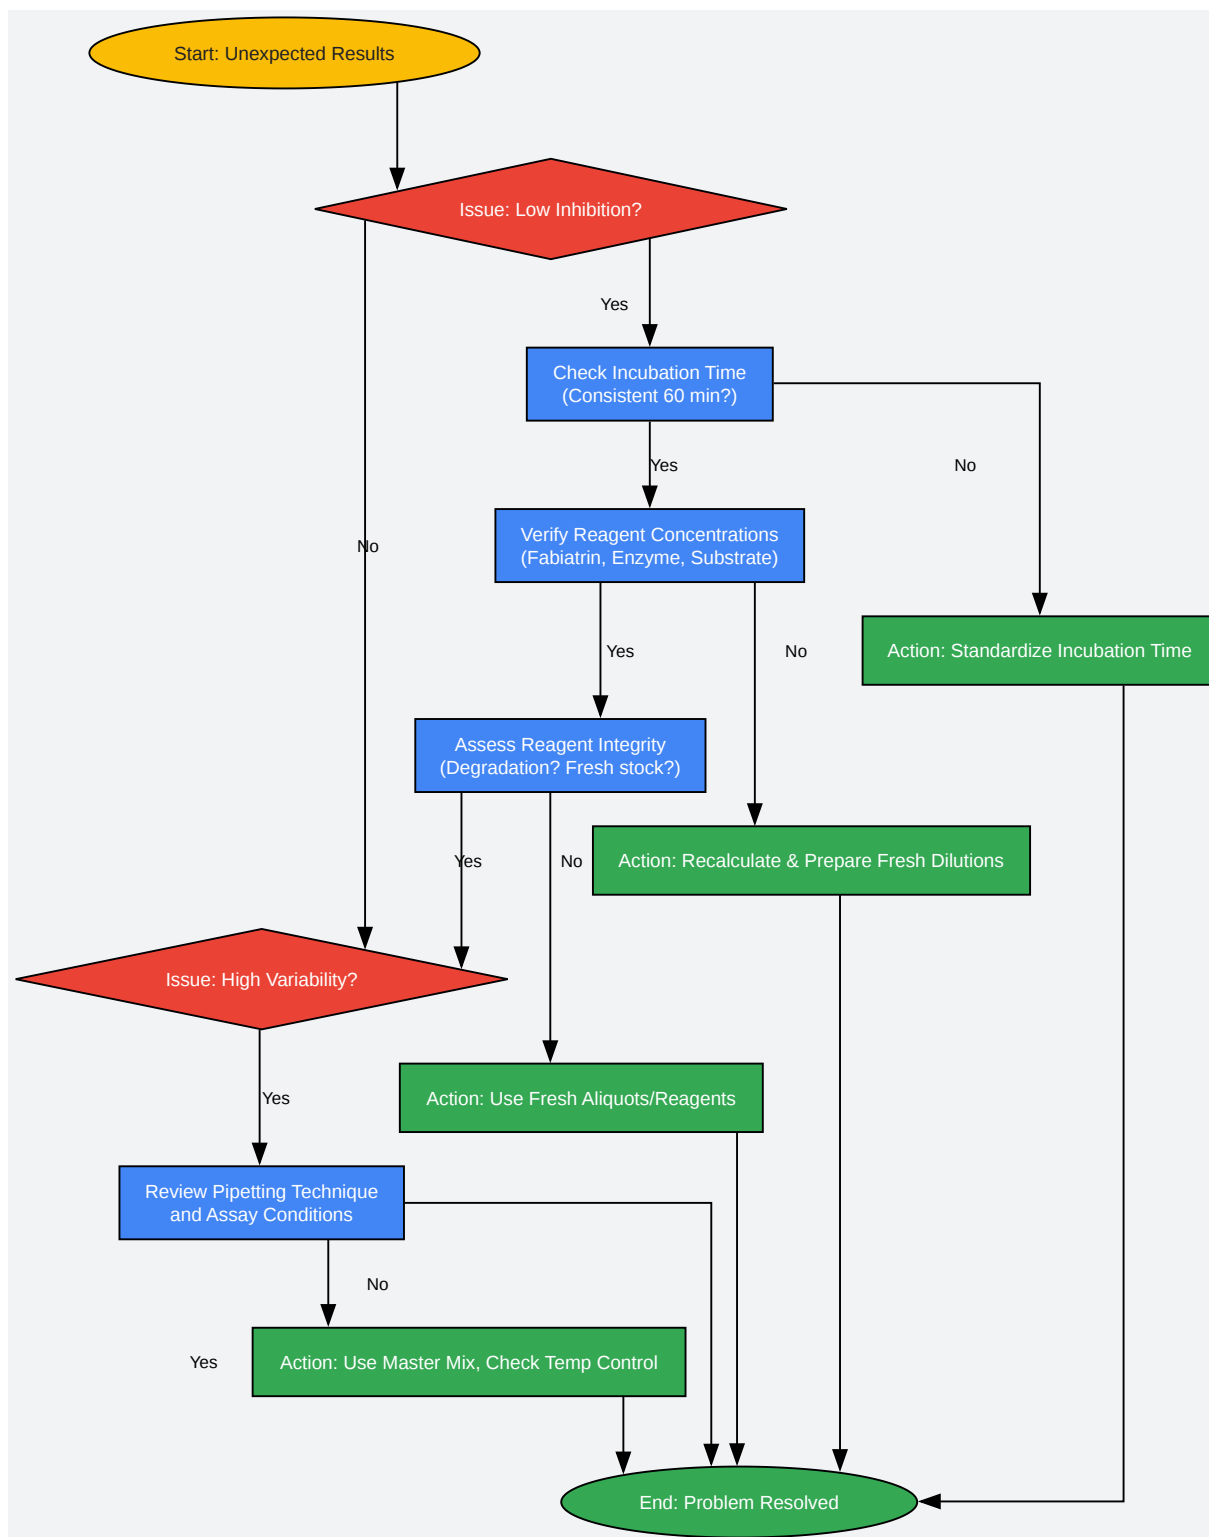 Start: Unexpected Results
Issue: Low Inhibition?
Yes
Check Incubation Time
(Consistent 60 min?)
Yes
No
Verify Reagent Concentrations
(Fabiatrin, Enzyme, Substrate)
No
Yes
No
Action: Standardize Incubation Time
Assess Reagent Integrity
(Degradation? Fresh stock?)
Yes
No
Action: Recalculate & Prepare Fresh Dilutions
Issue: High Variability?
Yes
Action: Use Fresh Aliquots/Reagents
Review Pipetting Technique
and Assay Conditions
No
Yes
Action: Use Master Mix, Check Temp Control
End: Problem Resolved